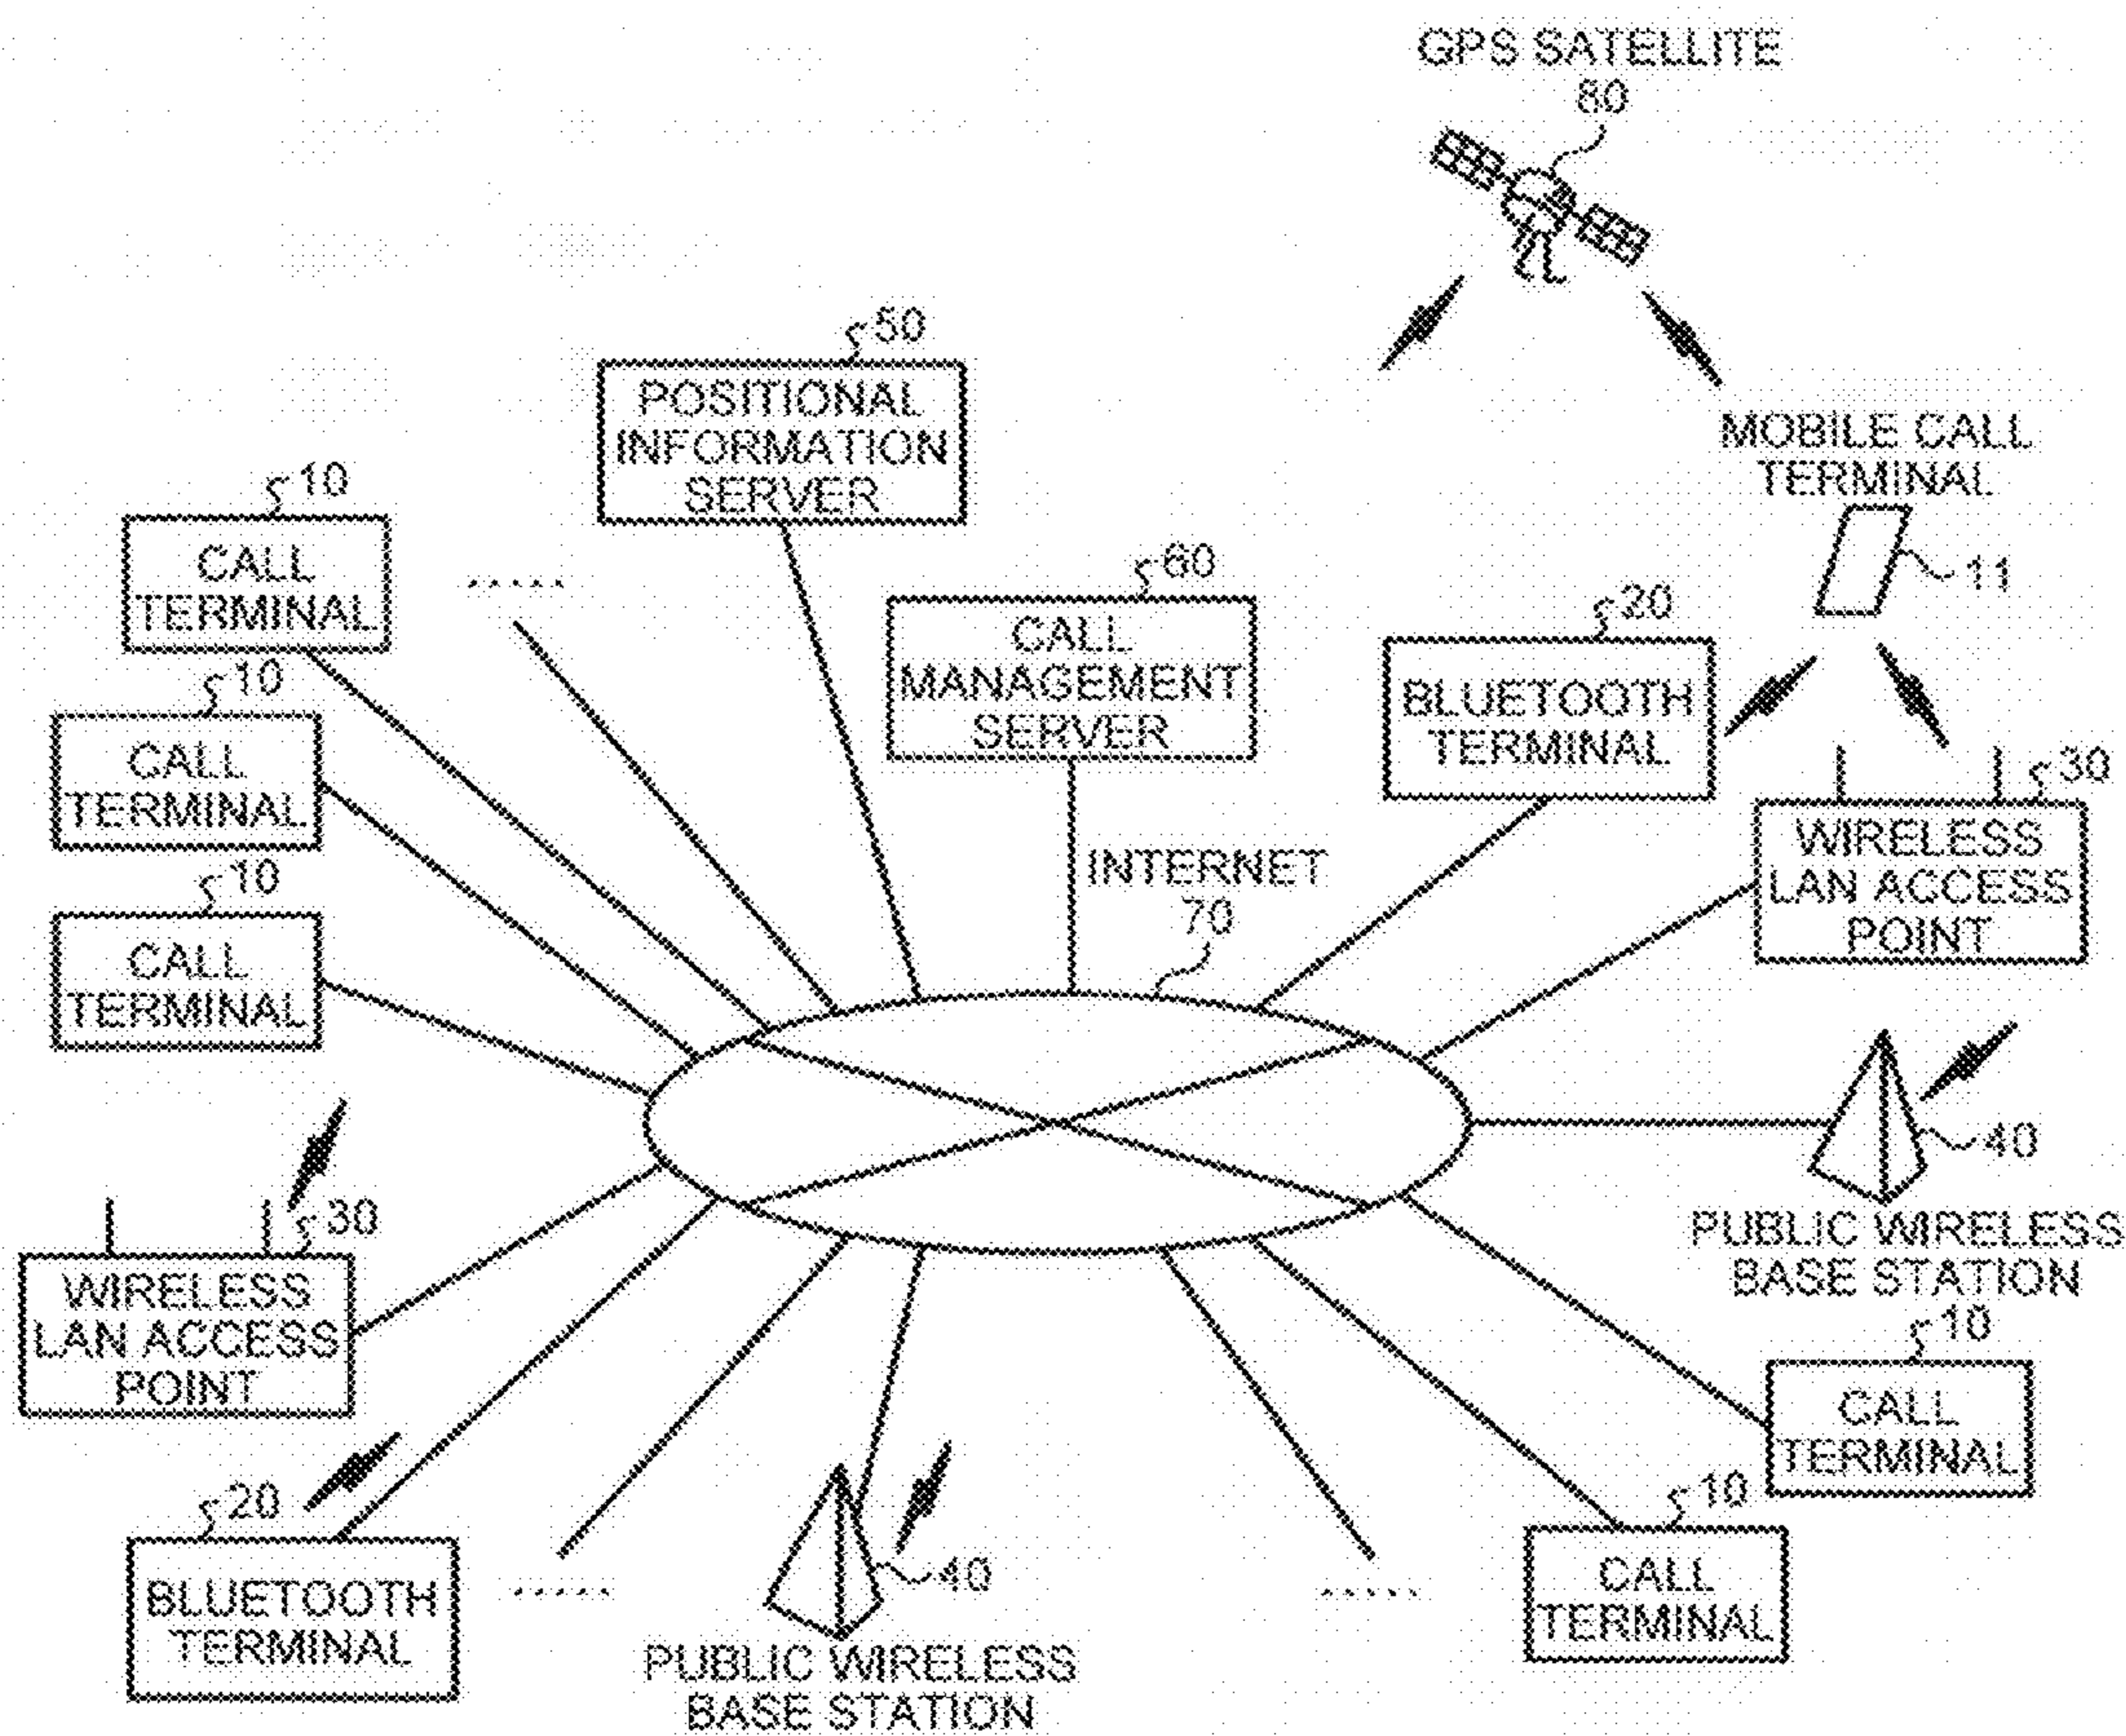 GPS SATELLITE
80
50
POSITIONAL
INFORMATION
SERVER
MOBILE CALL
TERMINAL
11
10
CALL
TERMINAL
.....
60
CALL
MANAGEMENT
SERVER
20
BLUETOOTH
TERMINAL
10
CALL
TERMINAL
30
WIRELESS
LAN ACCESS
POINT
INTERNET
70
10
CALL
TERMINAL
40
PUBLIC WIRELESS
BASE STATION
30
WIRELESS
LAN ACCESS
POINT
10
CALL
TERMINAL
20
BLUETOOTH
TERMINAL
.....
40
PUBLIC WIRELESS
BASE STATION
.....
10
CALL
TERMINAL